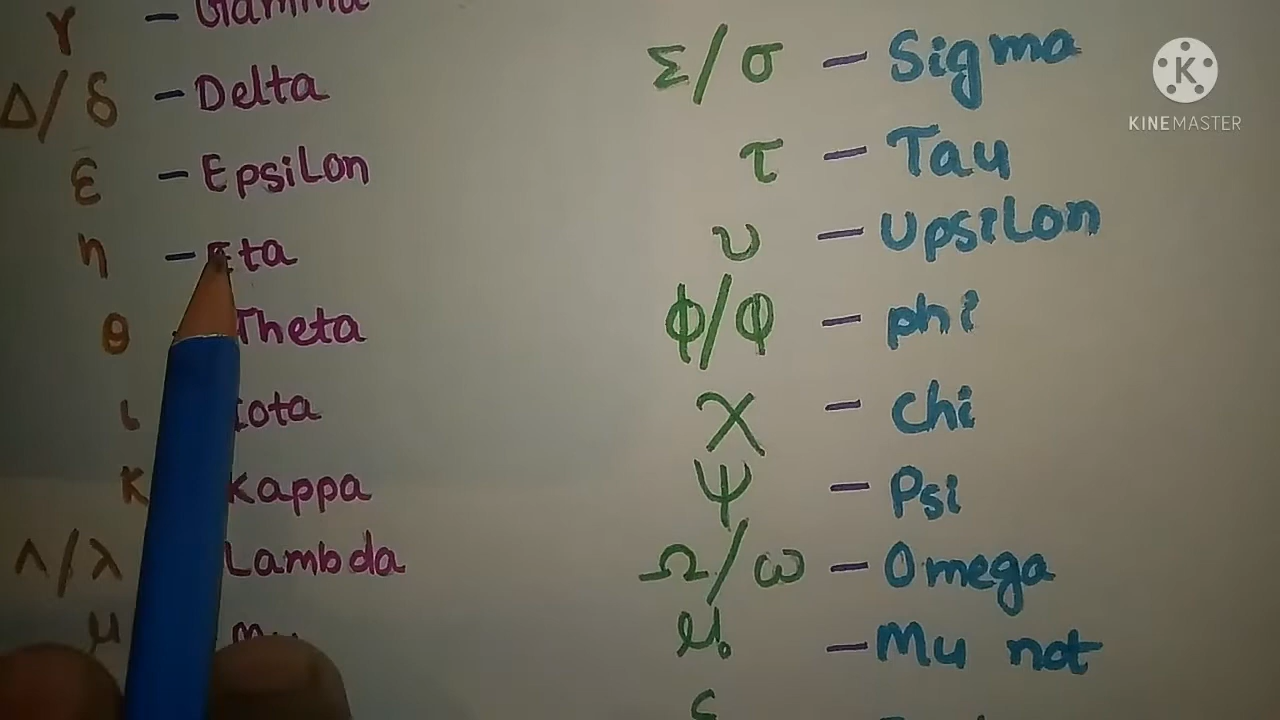 γ – Gamma
Δ/δ – Delta
ε – Epsilon
η – Eta
θ Theta
ι iota
K Kappa
Λ/λ Lambda
μ Mu
Σ/σ – Sigma
τ – Tau
υ – Upsilon
ϕ/φ – phi
χ – Chi
ψ – Psi
Ω/ω – Omega
μ₀ – Mu not
K
KINEMASTER